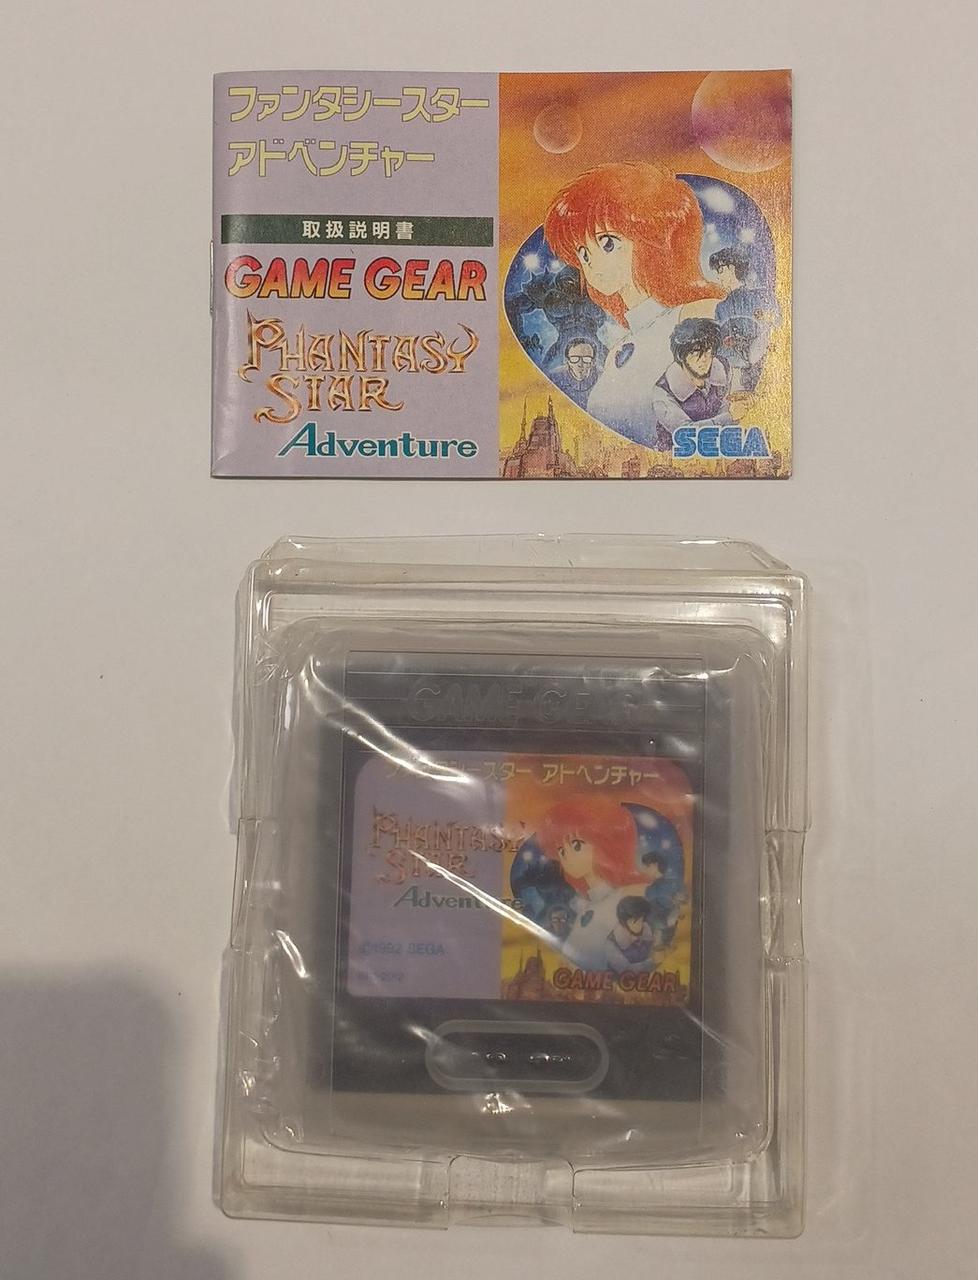 ファンタシースター
アドベンチャー
取扱説明書
GAME GEAR
PHANTASY
STAR
Adventure
SEGA
GAME GEAR
ファンタシースター アドベンチャー
PHANTASY
STAR
Adventure
©1992 SEGA
GAME GEAR